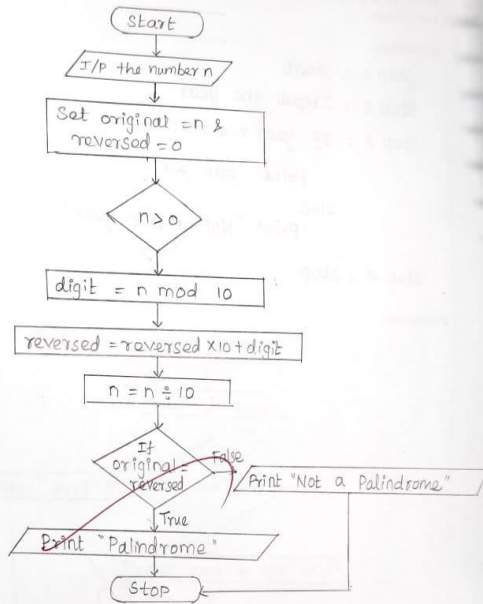 Start
I/P the number n
Set original = n &
reversed = 0
n > 0
digit = n mod 10
reversed = reversed x 10 + digit
n = n ÷ 10
If
original =
reversed
False
Print "Not a Palindrome"
True
Print "Palindrome"
Stop